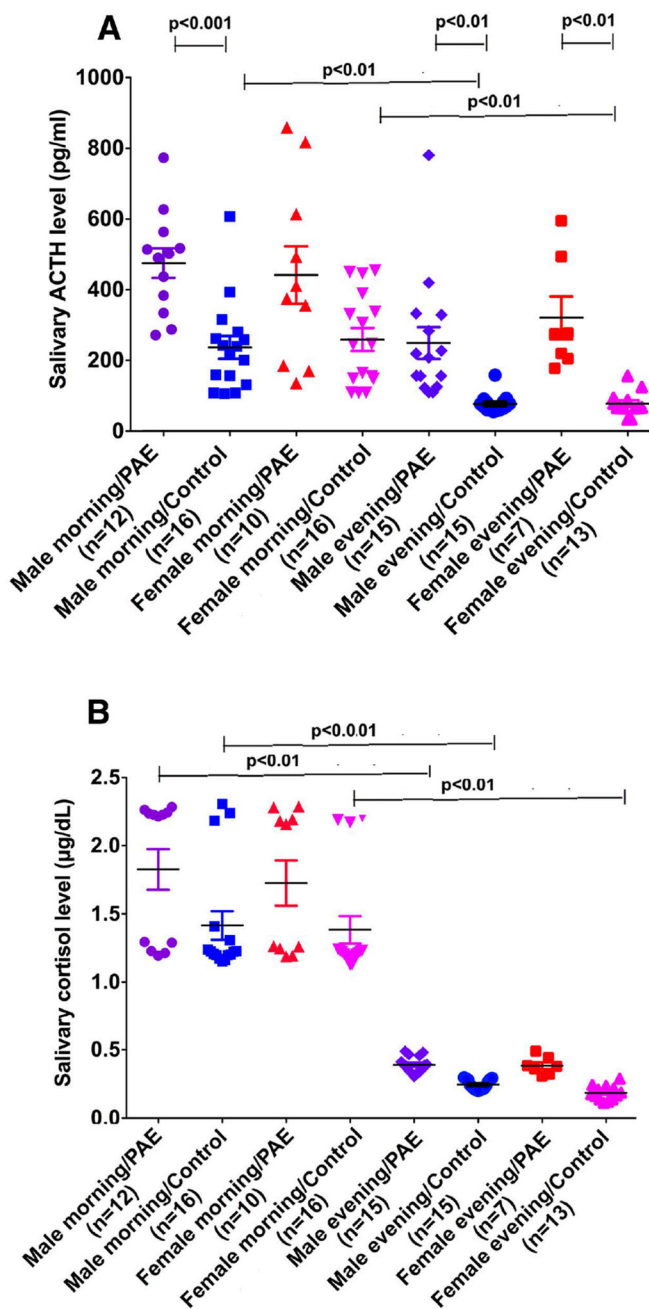 A
p<0.001
p<0.01
p<0.01
p<0.01
p<0.01
Salivary ACTH level (pg/ml)
1000
800
600
400
200
0
Male morning/PAE
(n=12)
Male morning/Control
(n=16)
Female morning/PAE
(n=10)
Female morning/Control
(n=16)
Male evening/PAE
(n=15)
Male evening/Control
(n=15)
Female evening/PAE
(n=7)
Female evening/Control
(n=13)
B
p<0.001
p<0.01
p<0.01
Salivary cortisol level (µg/dL)
2.5
2.0
1.5
1.0
0.5
0.0
Male morning/PAE
(n=12)
Male morning/Control
(n=16)
Female morning/PAE
(n=10)
Female morning/Control
(n=16)
Male evening/PAE
(n=15)
Male evening/Control
(n=15)
Female evening/PAE
(n=7)
Female evening/Control
(n=13)